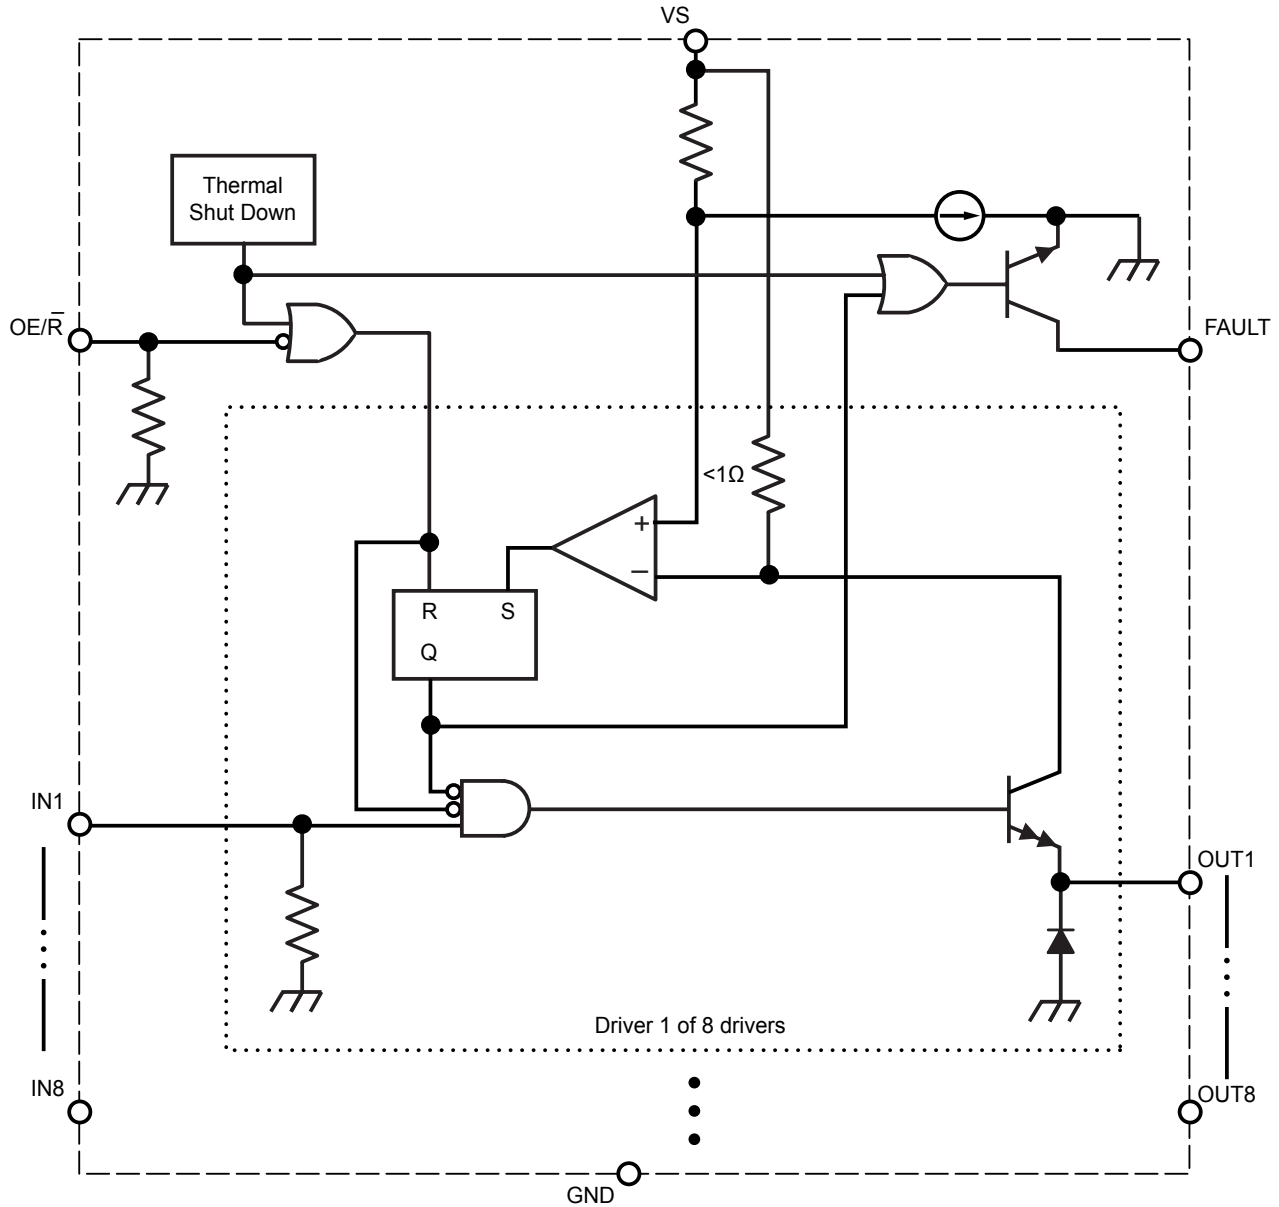 VS
Thermal
Shut Down
OE/R̅
FAULT
<1Ω
+
−
R S
Q
IN1
OUT1
Driver 1 of 8 drivers
IN8
OUT8
GND